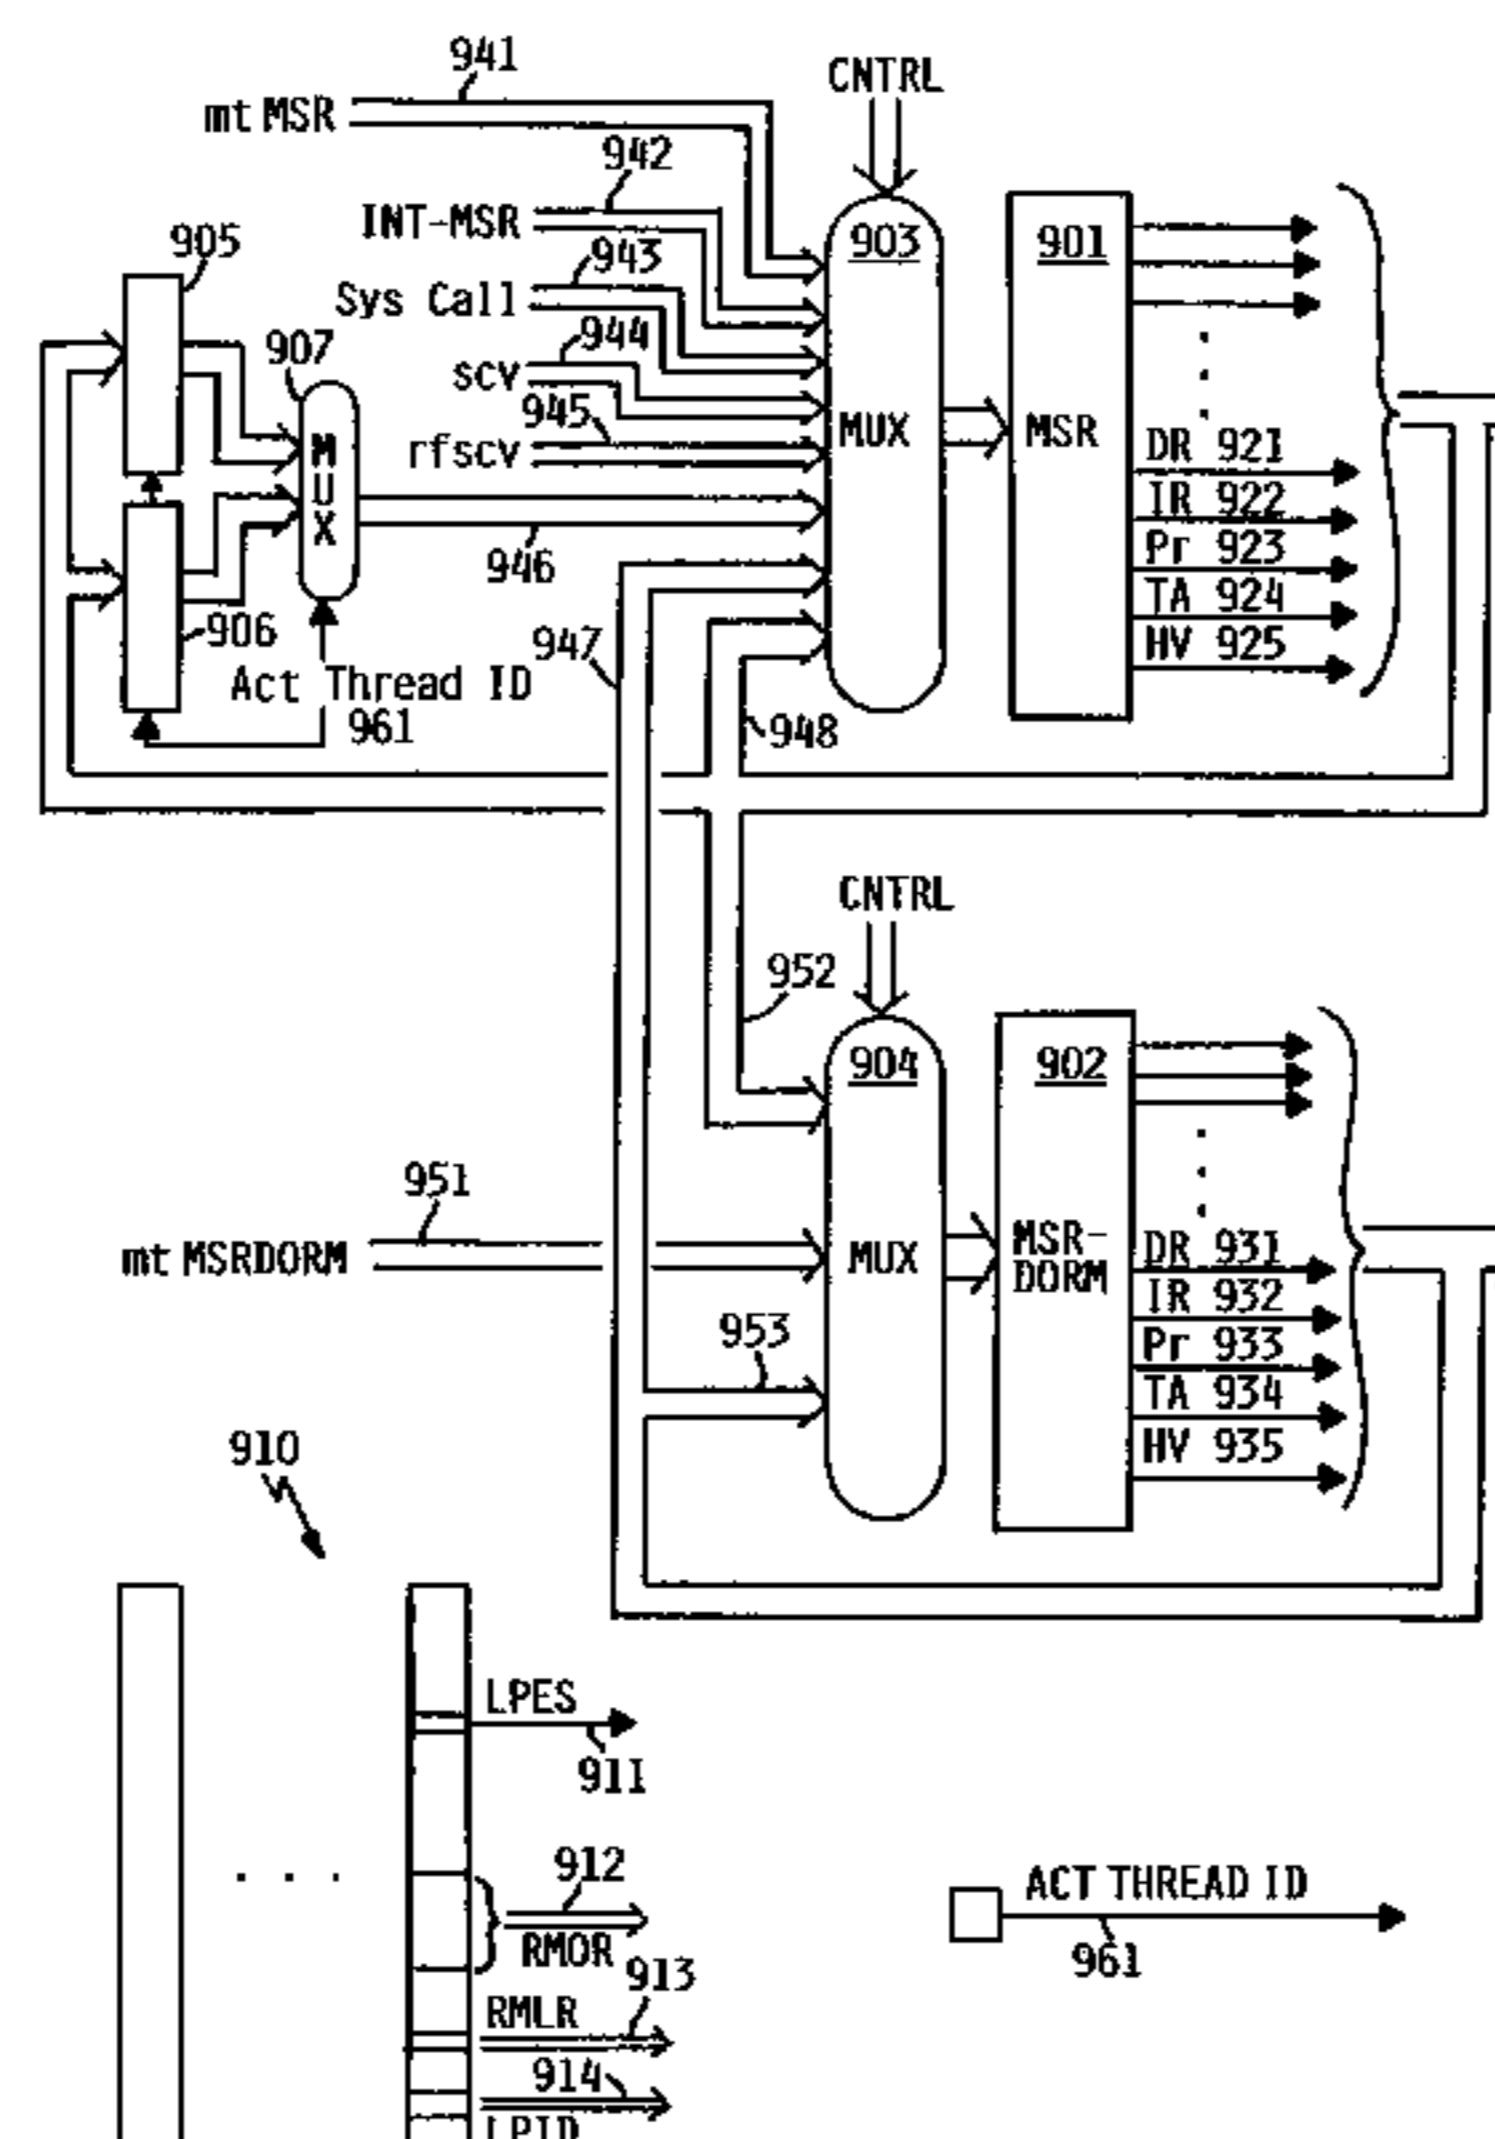 941
CNTRL
mt MSR
942
INT-MSR
903
901
905
943
Sys Call
944
907
scv
945
MUX
MSR
DR 921
rfscv
MUX
IR 922
Pr 923
946
TA 924
906
947
HV 925
Act Thread ID
961
948
CNTRL
952
904
902
951
mt MSRDORM
MUX
MSR-
DORM
DR 931
IR 932
953
Pr 933
TA 934
910
HV 935
LPES
911
912
RMOR
ACT THREAD ID
961
913
RMLR
914
LPID